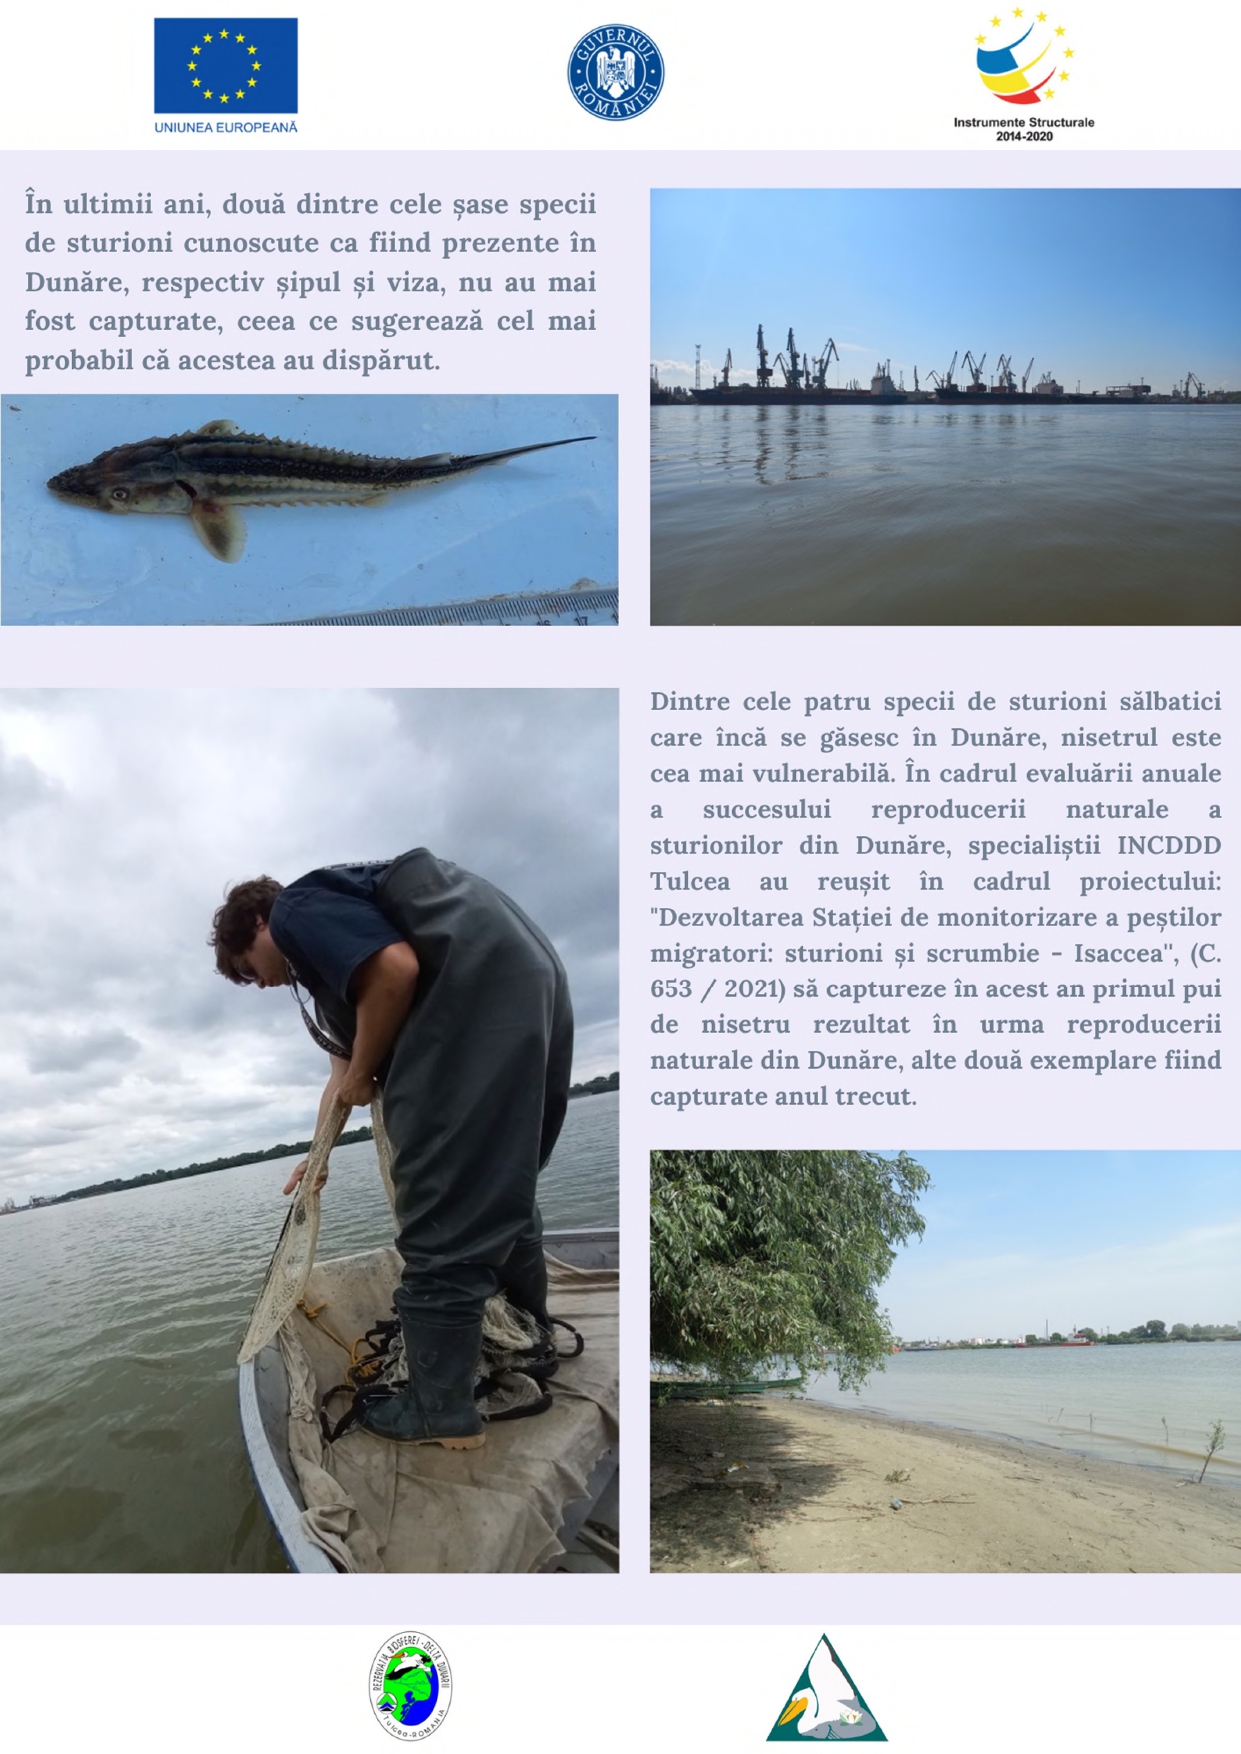 UNIUNEA EUROPEANĂ
GUVERNUL ROMÂNIEI
Instrumente Structurale
2014-2020
În ultimii ani, două dintre cele șase specii
de sturioni cunoscute ca fiind prezente în
Dunăre, respectiv șipul și viza, nu au mai
fost capturate, ceea ce sugerează cel mai
probabil că acestea au dispărut.
Dintre cele patru specii de sturioni sălbatici
care încă se găsesc în Dunăre, nisetrul este
cea mai vulnerabilă. În cadrul evaluării anuale
a succesului reproducerii naturale a
sturionilor din Dunăre, specialiștii INCDDD
Tulcea au reușit în cadrul proiectului:
"Dezvoltarea Stației de monitorizare a peștilor
migratori: sturioni și scrumbie - Isaccea", (C.
653 / 2021) să captureze în acest an primul pui
de nisetru rezultat în urma reproducerii
naturale din Dunăre, alte două exemplare fiind
capturate anul trecut.
REZERVAȚIA BIOSFEREI - DELTA DUNĂRII
Tulcea-ROMANIA